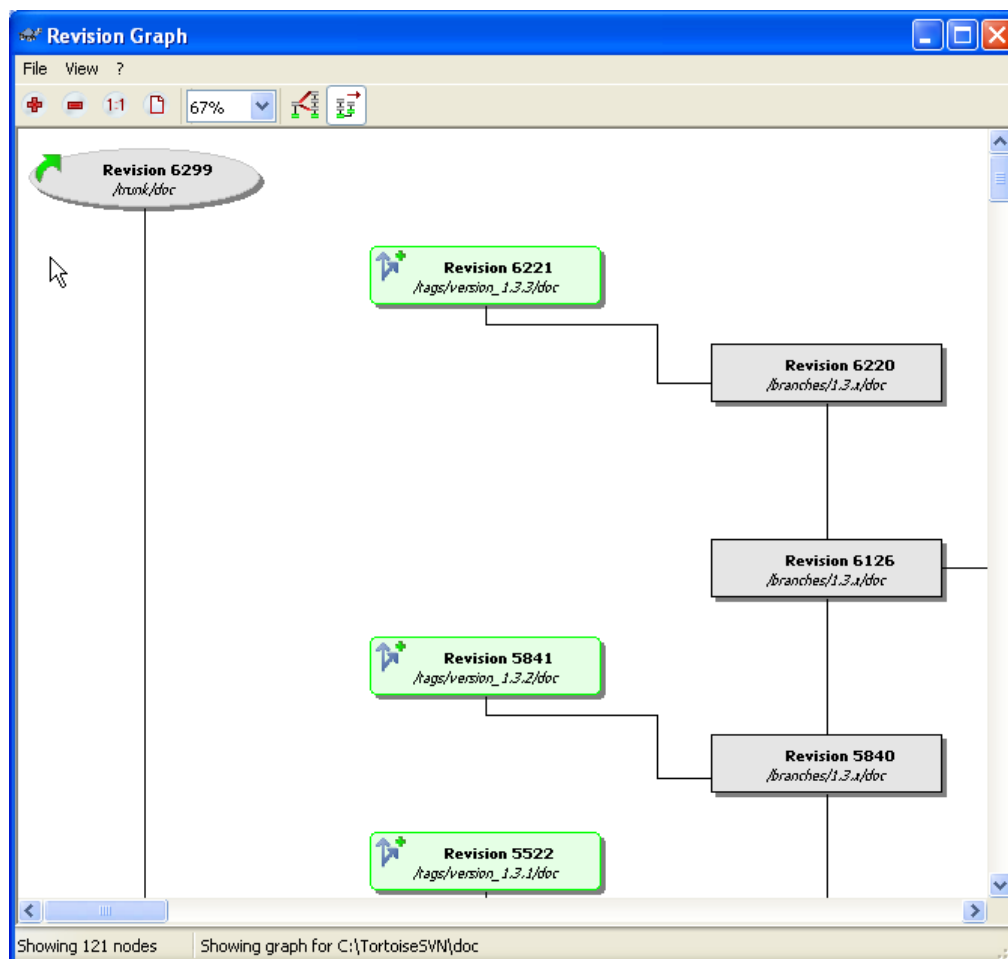 Revision Graph
File View ?
1:1 67%
Revision 6299
/trunk/doc
Revision 6221
/tags/version_1.3.3/doc
Revision 6220
/branches/1.3.x/doc
Revision 6126
/branches/1.3.x/doc
Revision 5841
/tags/version_1.3.2/doc
Revision 5840
/branches/1.3.x/doc
Revision 5522
/tags/version_1.3.1/doc
Showing 121 nodes Showing graph for C:\TortoiseSVN\doc